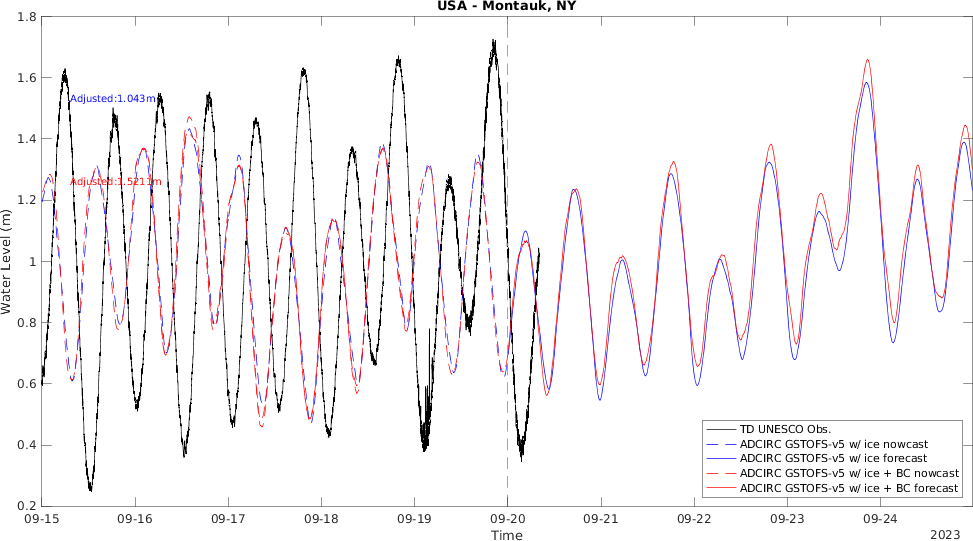 USA - Montauk, NY
1.8
1.6
1.4
1.2
1
0.8
0.6
0.4
0.2
Water Level (m)
Adjusted:1.043m
Adjusted:1.5211m
TD UNESCO Obs.
ADCIRC GSTOFS-v5 w/ ice nowcast
ADCIRC GSTOFS-v5 w/ ice forecast
ADCIRC GSTOFS-v5 w/ ice + BC nowcast
ADCIRC GSTOFS-v5 w/ ice + BC forecast
09-15 09-16 09-17 09-18 09-19 09-20 09-21 09-22 09-23 09-24
Time
2023